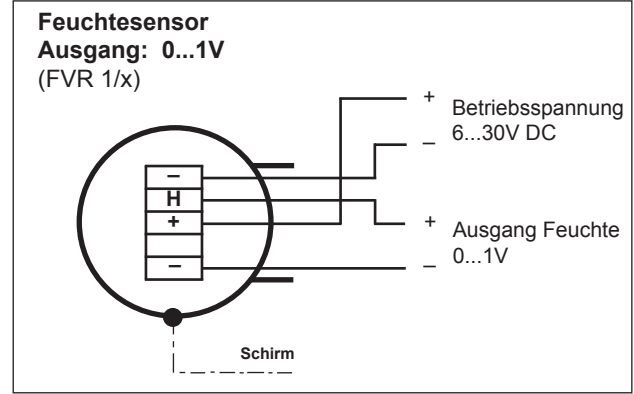 Feuchtesensor
Ausgang: 0...1V
(FVR 1/x)
+ Betriebsspannung
– 6...30V DC
–
H
+
–
+ Ausgang Feuchte
– 0...1V
Schirm